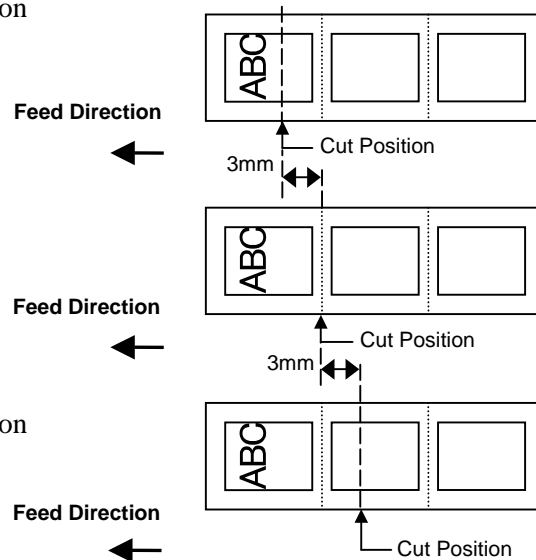 on
ABC
Feed Direction
Cut Position
3mm
ABC
Feed Direction
Cut Position
3mm
on
ABC
Feed Direction
Cut Position